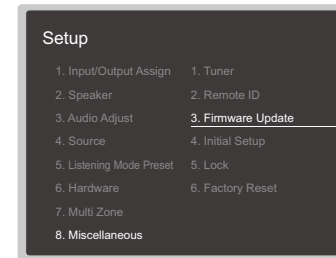 Setup
1. Input/Output Assign
2. Speaker
3. Audio Adjust
4. Source
5. Listening Mode Preset
6. Hardware
7. Multi Zone
8. Miscellaneous
1. Tuner
2. Remote ID
3. Firmware Update
4. Initial Setup
5. Lock
6. Factory Reset